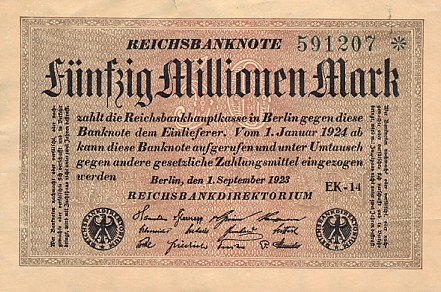 REICHSBANKNOTE 591207 *
Fünfzig Millionen Mark
zahlt die Reichsbankhauptkasse in Berlin gegen diese
Banknote dem Einlieferer. Vom 1. Januar 1924 ab
kann diese Banknote aufgerufen und unter Umtausch
gegen andere gesetzliche Zahlungsmittel eingezogen
werden
Berlin, den 1. September 1923
REICHSBANKDIREKTORIUM
EK-14
REICHSBANKDIREKTORIUM
REICHSBANKDIREKTORIUM